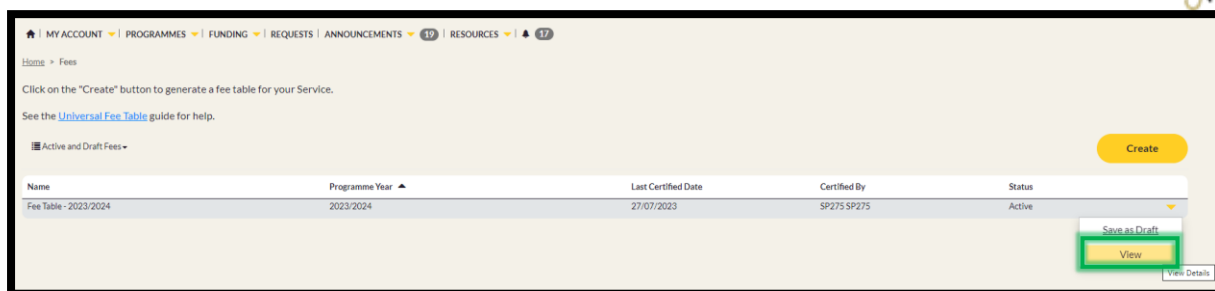 MY ACCOUNT | PROGRAMMES | FUNDING | REQUESTS | ANNOUNCEMENTS 19 | RESOURCES | 17
Home > Fees
Click on the "Create" button to generate a fee table for your Service.
See the Universal Fee Table guide for help.
Active and Draft Fees
Create
Name Programme Year Last Certified Date Certified By Status
Fee Table - 2023/2024 2023/2024 27/07/2023 SP275 SP275 Active
Save as Draft
View
View Details